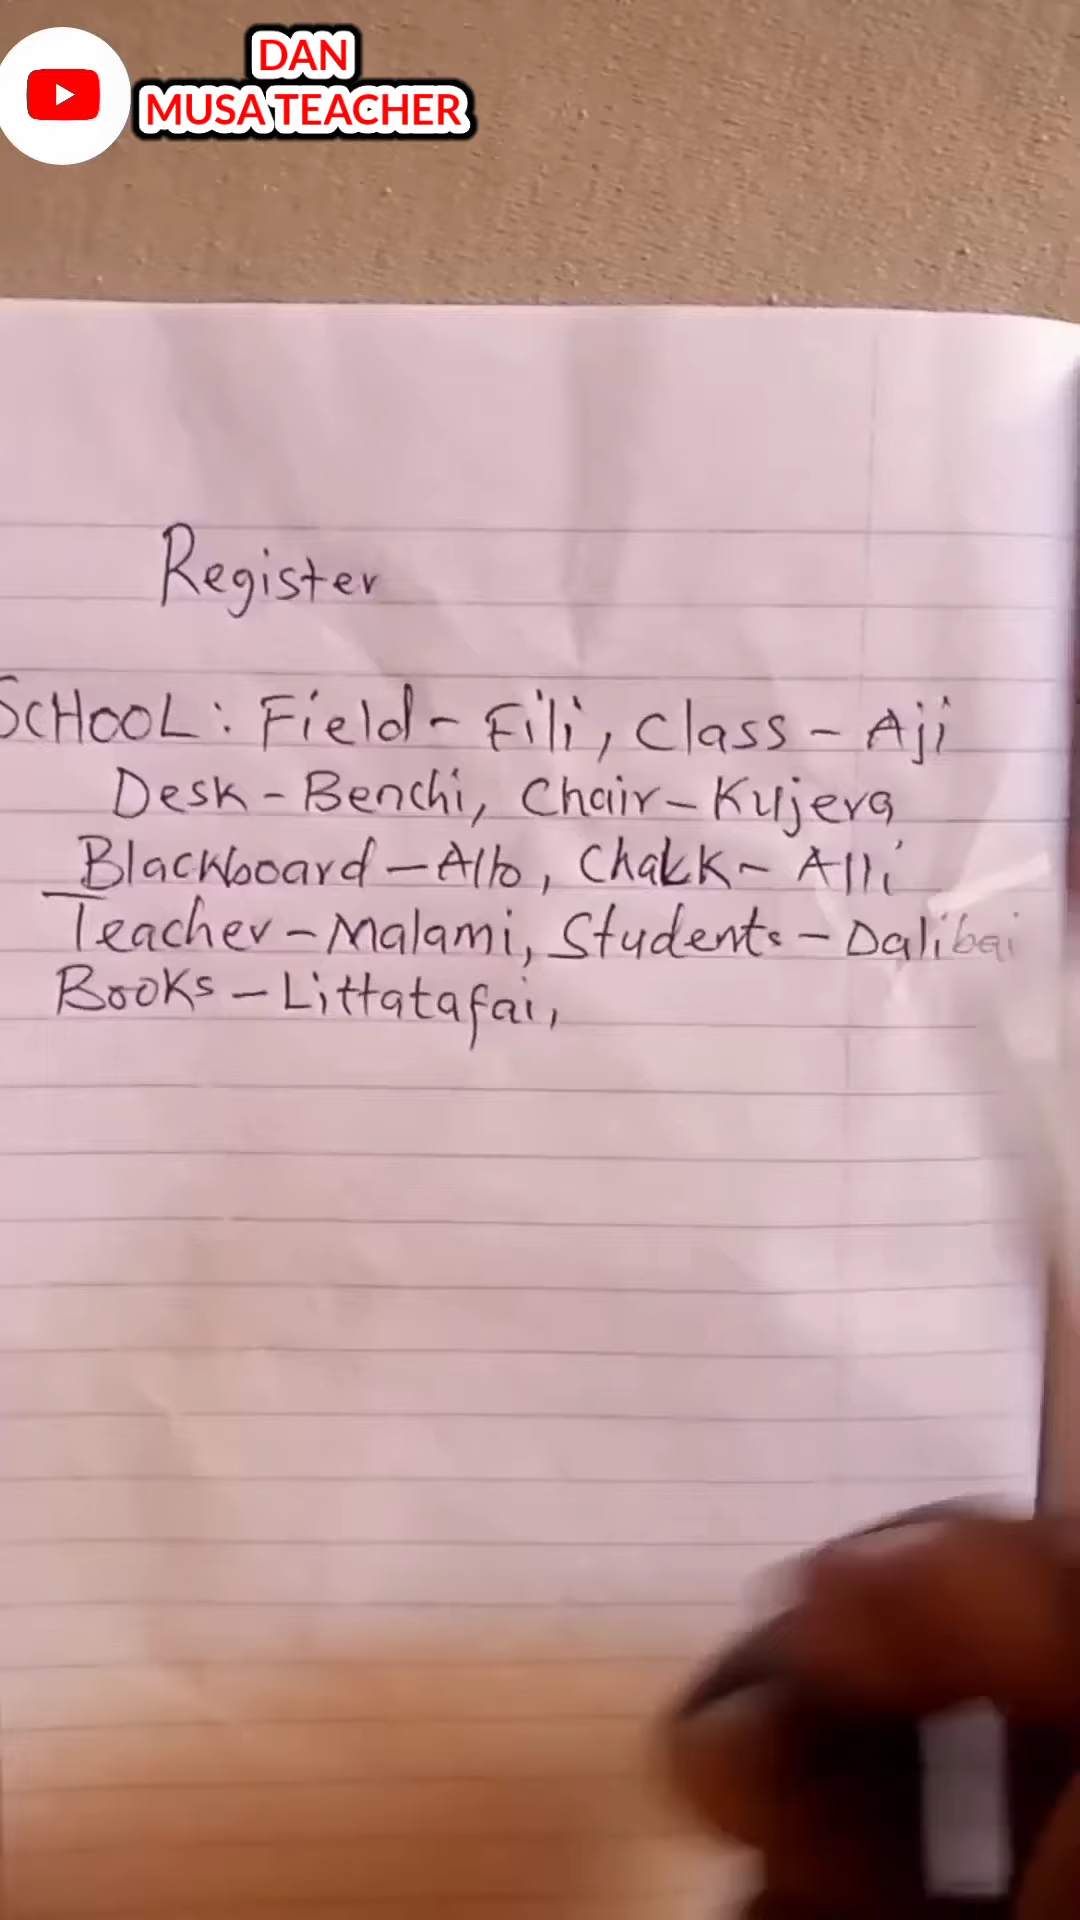 DAN
MUSA TEACHER
Register
SCHOOL: Field - Fili, Class - Aji
Desk - Benchi, Chair - Kujera
Blackboard - Allo, Chalk - Alli
Teacher - Malami, Students - Dalibai
Books - Littatafai,